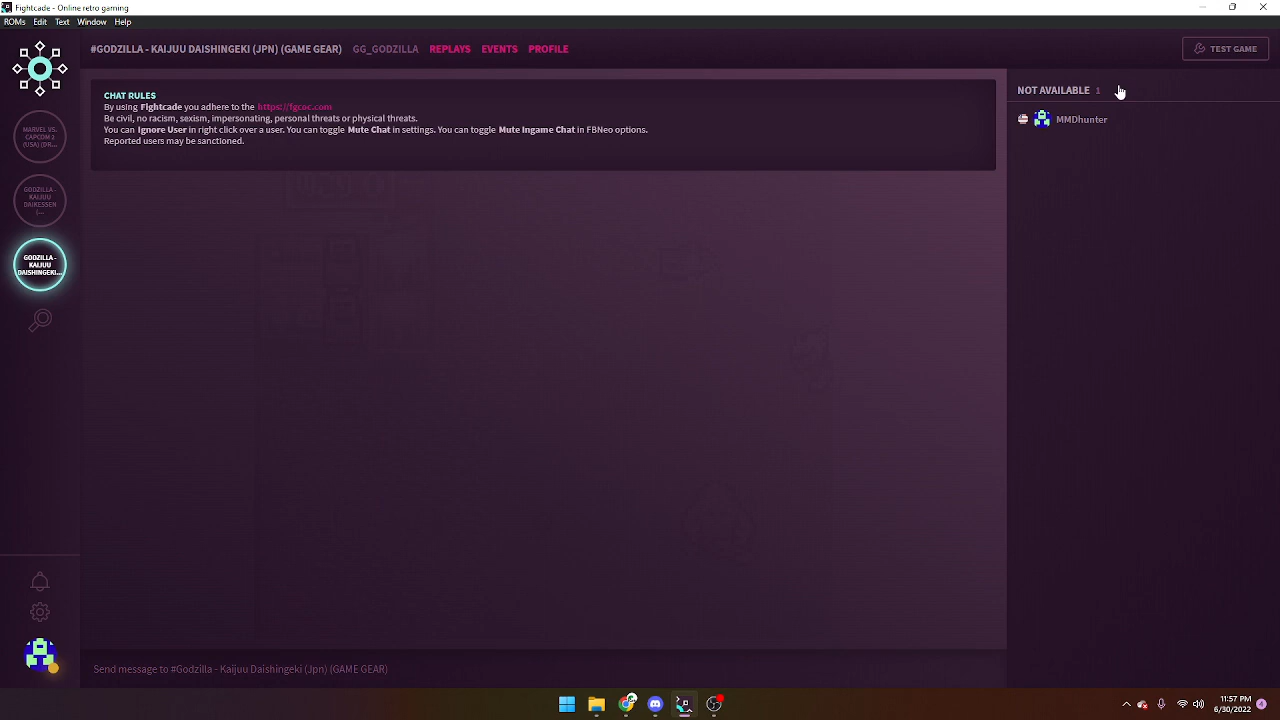 Fightcade - Online retro gaming
ROMs Edit Text Window Help
#GODZILLA - KAIJUU DAISHINGEKI (JPN) (GAME GEAR) GG_GODZILLA REPLAYS EVENTS PROFILE
TEST GAME
CHAT RULES
By using Fightcade you adhere to the https://fgcoc.com
Be civil, no racism, sexism, impersonating, personal threats or physical threats.
You can Ignore User in right click over a user. You can toggle Mute Chat in settings. You can toggle Mute Ingame Chat in FBNeo options.
Reported users may be sanctioned.
NOT AVAILABLE 1
MMDhunter
MARVEL VS.
CAPCOM 2
(USA) (DR...
GODZILLA -
KAIJUU
DAIKESSEN
(...
GODZILLA -
KAIJUU
DAISHINGEKI...
Send message to #Godzilla - Kaijuu Daishingeki (Jpn) (GAME GEAR)
11:57 PM
6/30/2022
4